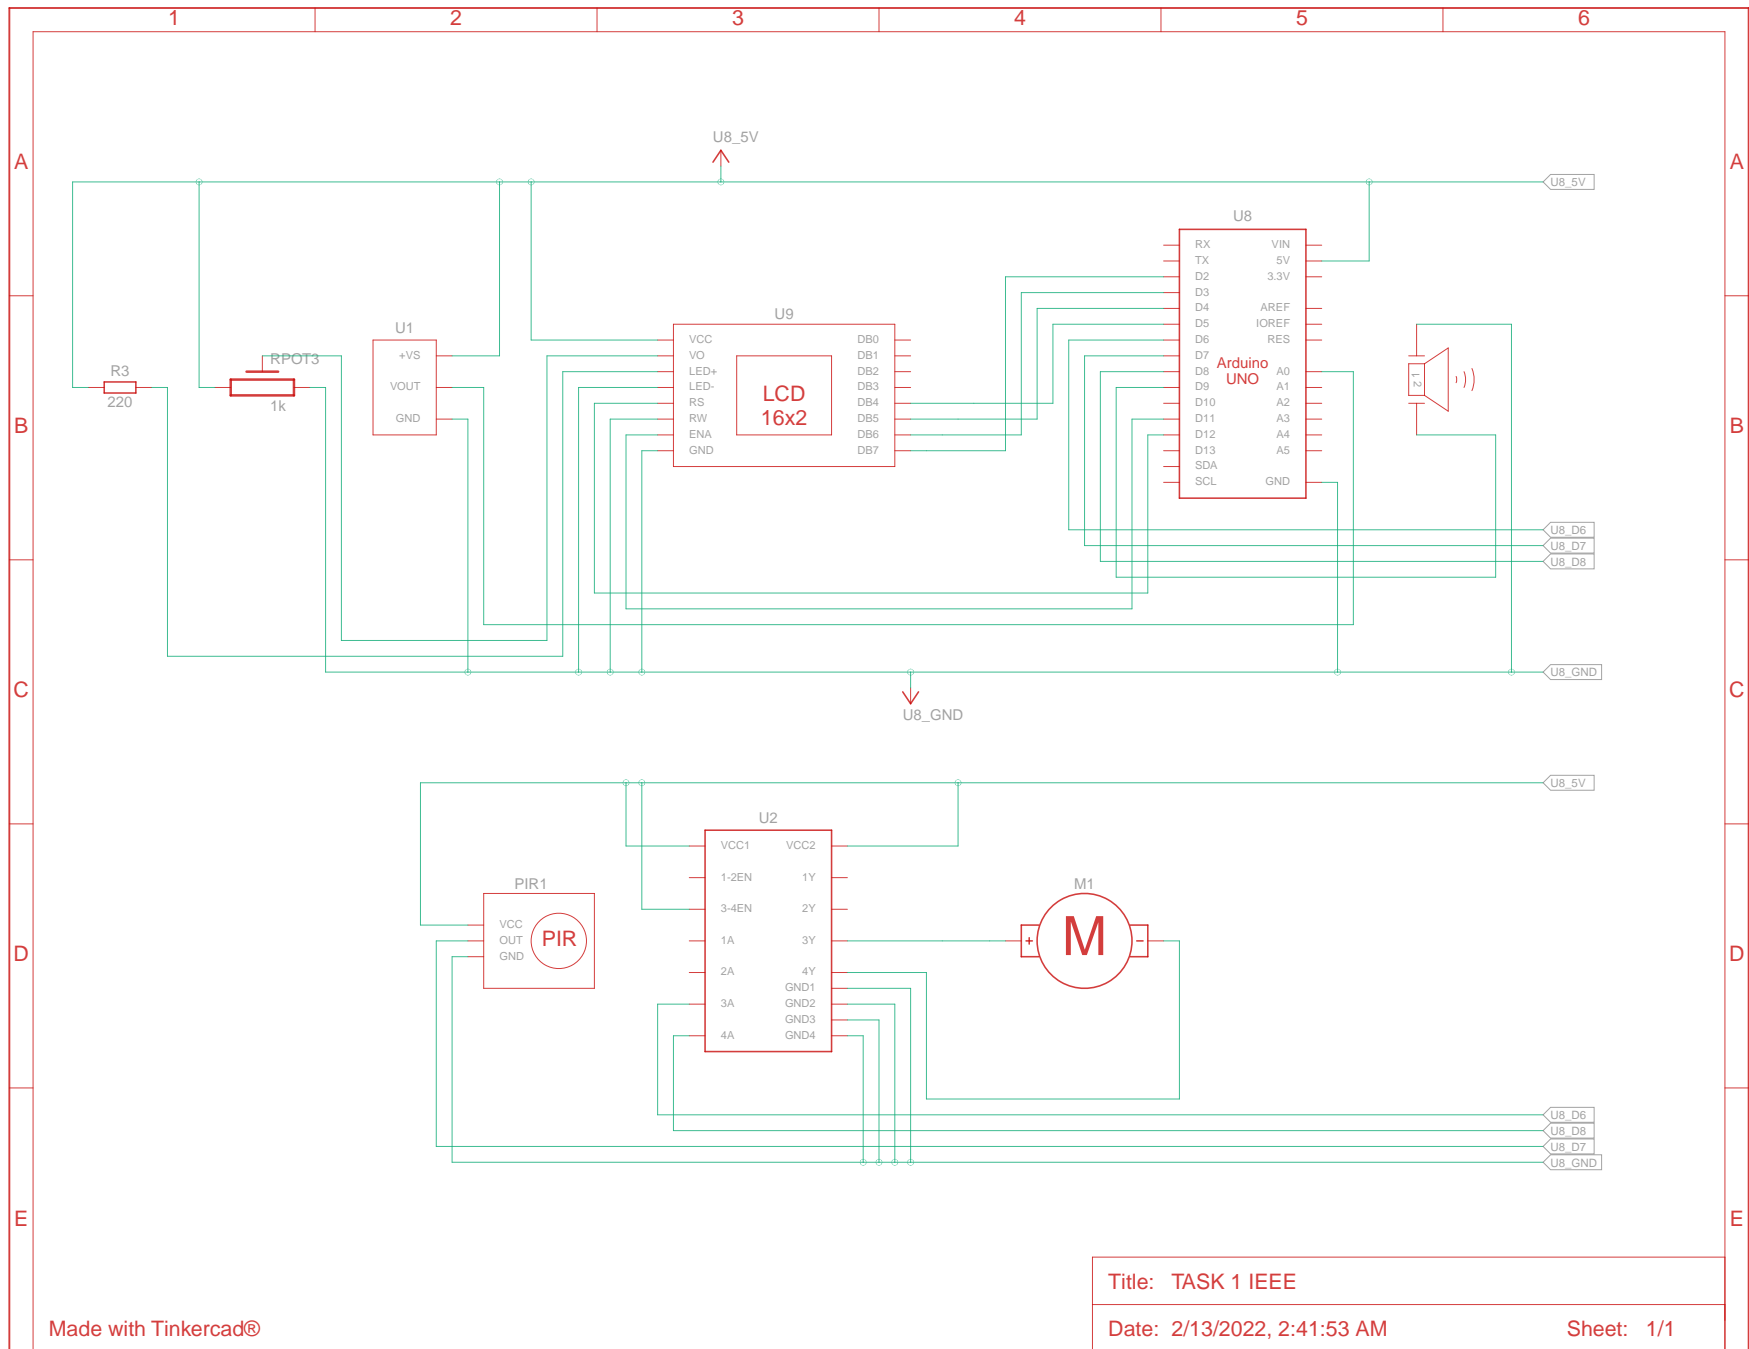 1 2 3 4 5 6
A A
B B
C C
D D
E E
U8_5V
U8_5V
U8
RX VIN
TX 5V
D2 3.3V
D3
D4 AREF
D5 IOREF
D6 RES
D7
D8 A0
D9 A1
D10 A2
D11 A3
D12 A4
D13 A5
SDA
SCL GND
Arduino
UNO
R3
220
RPOT3
1k
U1
+VS
VOUT
GND
U9
VCC DB0
VO DB1
LED+ DB2
LED- DB3
RS DB4
RW DB5
ENA DB6
GND DB7
LCD
16x2
1 2
U8_D6
U8_D7
U8_D8
U8_GND
U8_GND
U8_5V
U2
VCC1 VCC2
1-2EN 1Y
3-4EN 2Y
1A 3Y
2A 4Y
GND1
3A GND2
GND3
4A GND4
PIR1
VCC
OUT
GND
PIR
M1
+ M -
U8_D6
U8_D8
U8_D7
U8_GND
Title: TASK 1 IEEE
Made with Tinkercad®
Date: 2/13/2022, 2:41:53 AM Sheet: 1/1